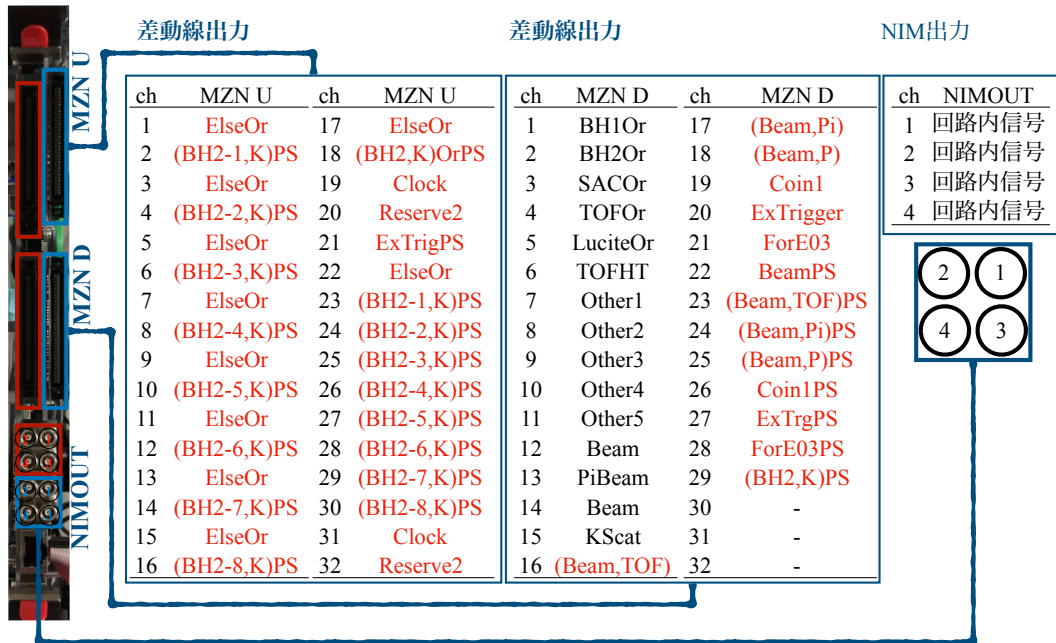 差動線出力 差動線出力 NIM出力
MZN U
MZN D
NIMOUT
ch MZN U ch MZN U
1 ElseOr 17 ElseOr
2 (BH2-1,K)PS 18 (BH2,K)OrPS
3 ElseOr 19 Clock
4 (BH2-2,K)PS 20 Reserve2
5 ElseOr 21 ExTrigPS
6 (BH2-3,K)PS 22 ElseOr
7 ElseOr 23 (BH2-1,K)PS
8 (BH2-4,K)PS 24 (BH2-2,K)PS
9 ElseOr 25 (BH2-3,K)PS
10 (BH2-5,K)PS 26 (BH2-4,K)PS
11 ElseOr 27 (BH2-5,K)PS
12 (BH2-6,K)PS 28 (BH2-6,K)PS
13 ElseOr 29 (BH2-7,K)PS
14 (BH2-7,K)PS 30 (BH2-8,K)PS
15 ElseOr 31 Clock
16 (BH2-8,K)PS 32 Reserve2
ch MZN D ch MZN D
1 BH1Or 17 (Beam,Pi)
2 BH2Or 18 (Beam,P)
3 SACOr 19 Coin1
4 TOFOr 20 ExTrigger
5 LuciteOr 21 ForE03
6 TOFHT 22 BeamPS
7 Other1 23 (Beam,TOF)PS
8 Other2 24 (Beam,Pi)PS
9 Other3 25 (Beam,P)PS
10 Other4 26 Coin1PS
11 Other5 27 ExTrgPS
12 Beam 28 ForE03PS
13 PiBeam 29 (BH2,K)PS
14 Beam 30 -
15 KScat 31 -
16 (Beam,TOF) 32 -
ch NIMOUT
1 回路内信号
2 回路内信号
3 回路内信号
4 回路内信号
2 1
4 3